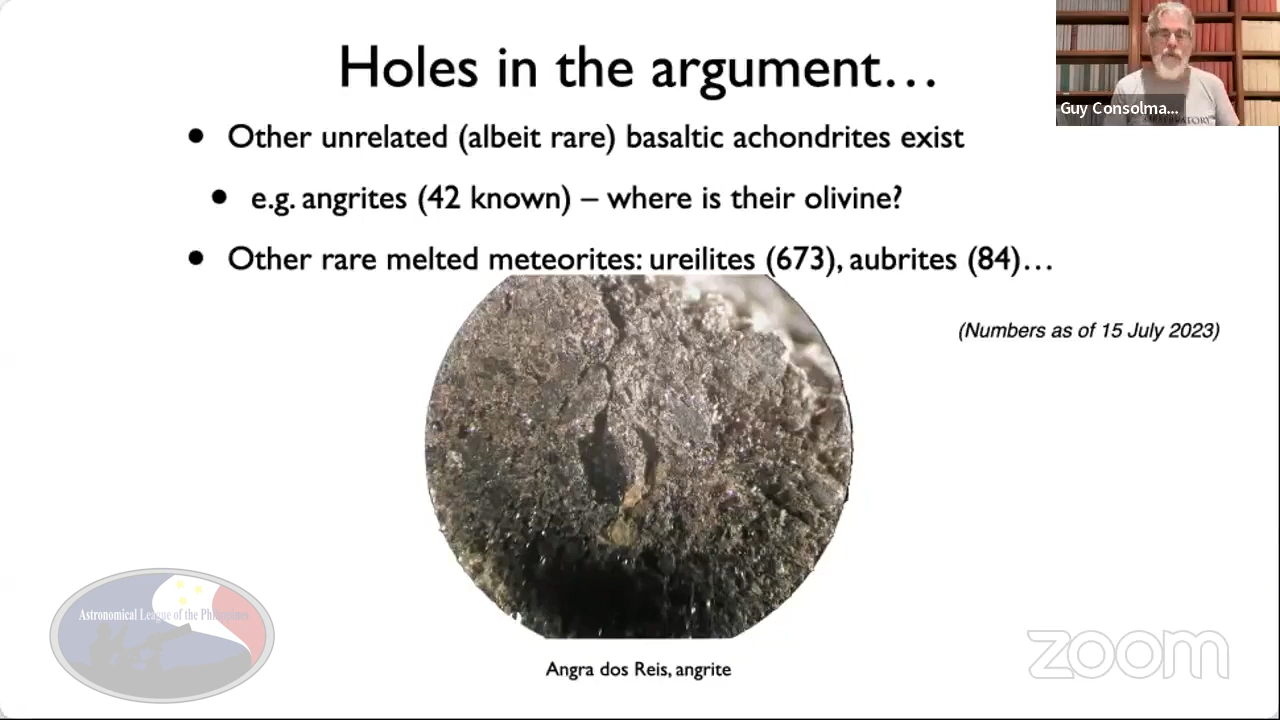 Holes in the argument…
Guy Consolma...
• Other unrelated (albeit rare) basaltic achondrites exist
• e.g. angrites (42 known) – where is their olivine?
• Other rare melted meteorites: ureilites (673), aubrites (84)…
(Numbers as of 15 July 2023)
Astronomical League of the Philippines
Angra dos Reis, angrite
zoom